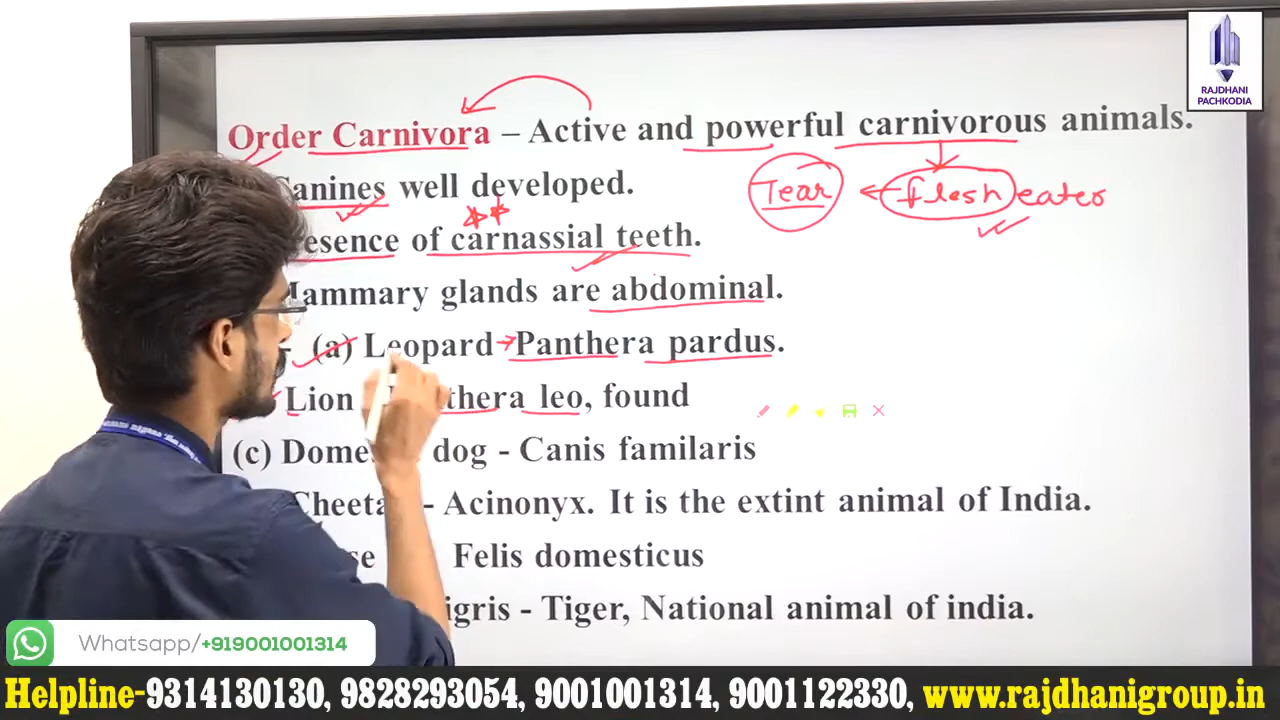 RAJDHANI
PACHKODIA
Order Carnivora – Active and powerful carnivorous animals.
Canines well developed.
Tear ← flesh eater
resence of carnassial teeth.
Mammary glands are abdominal.
(a) Leopard → Panthera pardus.
Lion thera leo, found
(c) Dome dog - Canis familaris
Cheeta - Acinonyx. It is the extint animal of India.
se Felis domesticus
igris - Tiger, National animal of india.
Whatsapp/+919001001314
Helpline-9314130130, 9828293054, 9001001314, 9001122330, www.rajdhanigroup.in